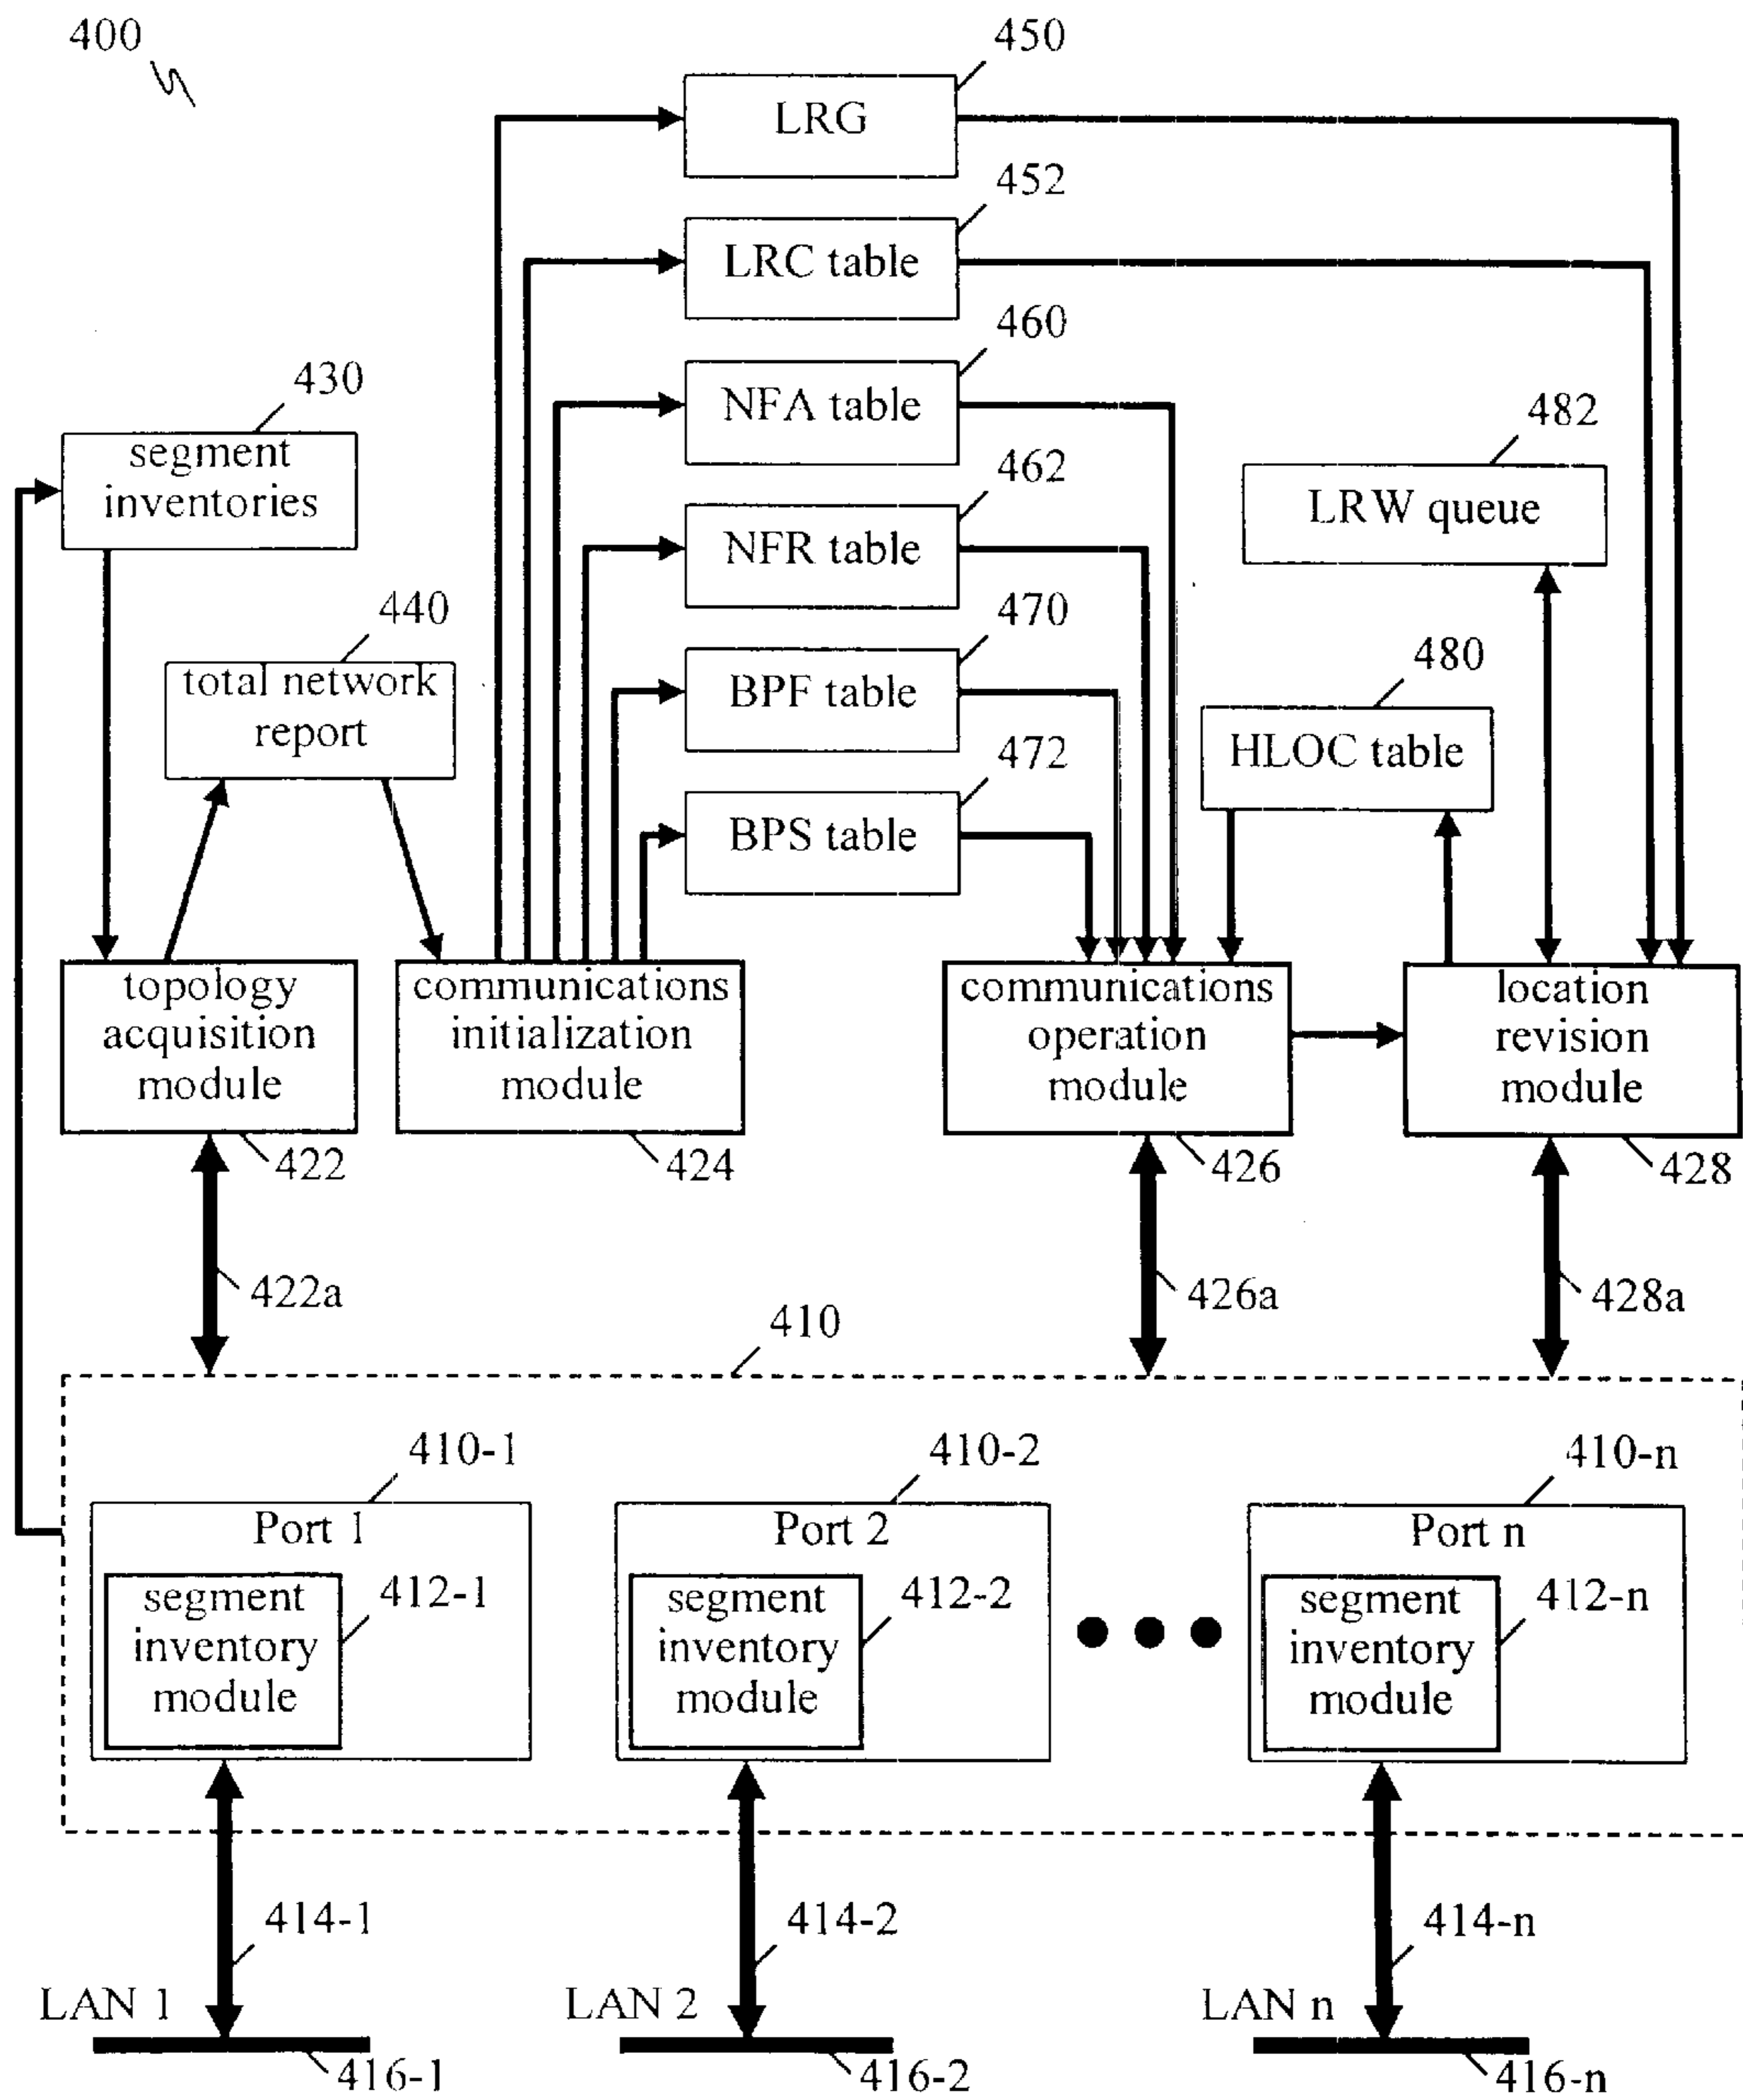 400
450
LRG
452
LRC table
460
NFA table
430
segment
inventories
482
LRW queue
462
NFR table
440
total network
report
470
BPF table
480
HLOC table
472
BPS table
topology
acquisition
module
communications
initialization
module
communications
operation
module
location
revision
module
422
424
426
428
422a
426a
428a
410
410-1
410-2
410-n
Port 1
Port 2
Port n
segment
inventory
module
412-1
segment
inventory
module
412-2
segment
inventory
module
412-n
414-1
414-2
414-n
LAN 1
LAN 2
LAN n
416-1
416-2
416-n